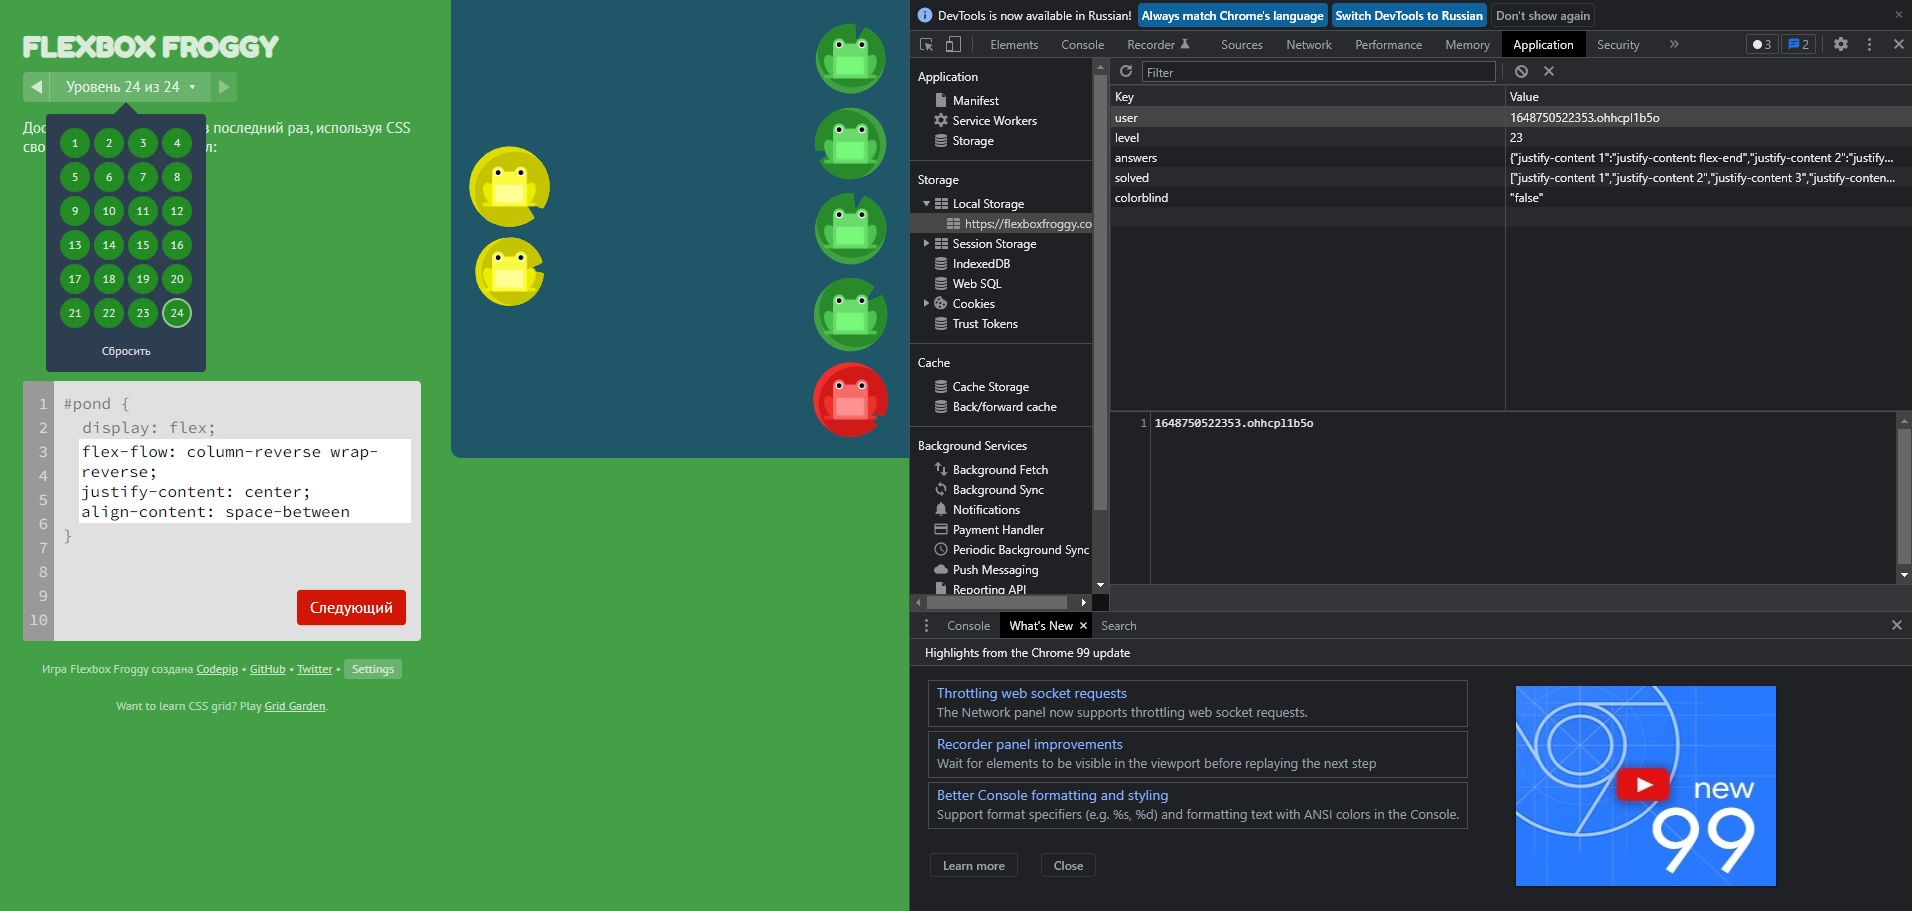 FLEXBOX FROGGY
Уровень 24 из 24
Дос
в последний раз, используя CSS
сво
л:
1 2 3 4
5 6 7 8
9 10 11 12
13 14 15 16
17 18 19 20
21 22 23 24
Сбросить
1 #pond {
2 display: flex;
3 flex-flow: column-reverse wrap-
4 reverse;
5 justify-content: center;
6 align-content: space-between
7 }
8
9
10
Следующий
Игра Flexbox Froggy создана Codepip • GitHub • Twitter • Settings
Want to learn CSS grid? Play Grid Garden.
DevTools is now available in Russian! Always match Chrome's language Switch DevTools to Russian Don't show again
Elements Console Recorder Sources Network Performance Memory Application Security » 3 2
Application
Manifest
Service Workers
Storage
Storage
Local Storage
https://flexboxfroggy.co
Session Storage
IndexedDB
Web SQL
Cookies
Trust Tokens
Cache
Cache Storage
Back/forward cache
Background Services
Background Fetch
Background Sync
Notifications
Payment Handler
Periodic Background Sync
Push Messaging
Reporting API
Filter
Key Value
user 1648750522353.ohhcpl1b5o
level 23
answers {"justify-content 1":"justify-content: flex-end","justify-content 2":"justify...
solved ["justify-content 1","justify-content 2","justify-content 3","justify-conten...
colorblind "false"
1 1648750522353.ohhcpl1b5o
Console What's New Search
Highlights from the Chrome 99 update
Throttling web socket requests
The Network panel now supports throttling web socket requests.
Recorder panel improvements
Wait for elements to be visible in the viewport before replaying the next step
Better Console formatting and styling
Support format specifiers (e.g. %s, %d) and formatting text with ANSI colors in the Console.
Learn more Close
new
99